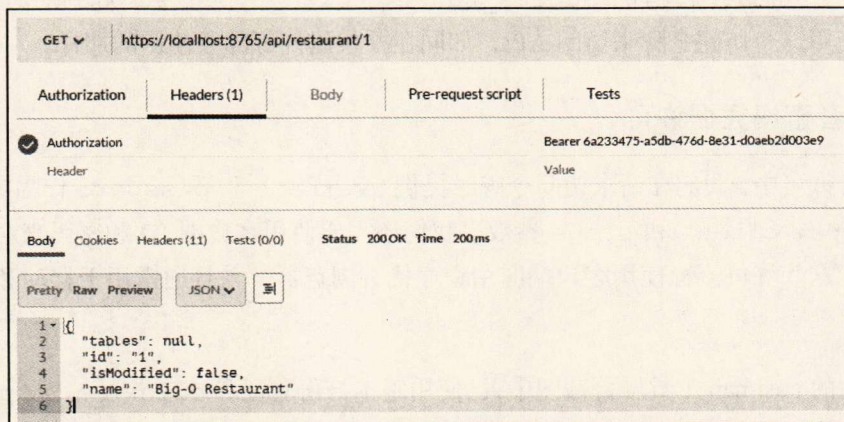 GET https://localhost:8765/api/restaurant/1
Authorization Headers (1) Body Pre-request script Tests
Authorization Bearer 6a233475-a5db-476d-8e31-d0aeb2d003e9
Header Value
Body Cookies Headers (11) Tests (0/0) Status 200 OK Time 200 ms
Pretty Raw Preview JSON
1 {
2 "tables": null,
3 "id": "1",
4 "isModified": false,
5 "name": "Big-O Restaurant"
6 }